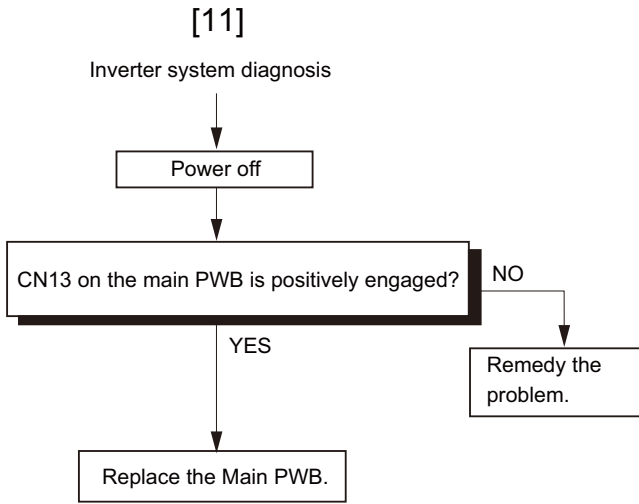 [11]
Inverter system diagnosis
Power off
CN13 on the main PWB is positively engaged?
NO
YES
Remedy the
problem.
Replace the Main PWB.